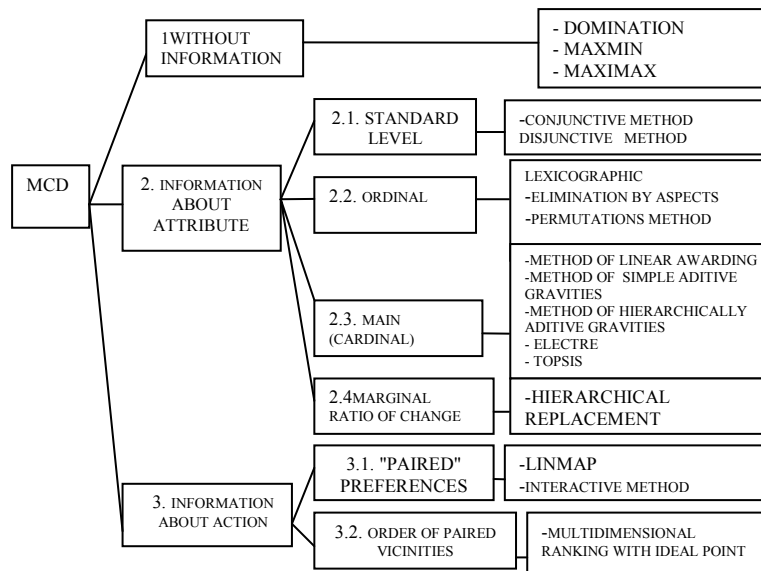 1WITHOUT
INFORMATION
- DOMINATION
- MAXMIN
- MAXIMAX
MCD
2. INFORMATION
ABOUT
ATTRIBUTE
2.1. STANDARD
LEVEL
-CONJUNCTIVE METHOD
DISJUNCTIVE METHOD
2.2. ORDINAL
LEXICOGRAPHIC
-ELIMINATION BY ASPECTS
-PERMUTATIONS METHOD
2.3. MAIN
(CARDINAL)
-METHOD OF LINEAR AWARDING
-METHOD OF SIMPLE ADITIVE
GRAVITIES
-METHOD OF HIERARCHICALLY
ADITIVE GRAVITIES
- ELECTRE
- TOPSIS
2.4MARGINAL
RATIO OF CHANGE
-HIERARCHICAL
REPLACEMENT
3. INFORMATION
ABOUT ACTION
3.1. "PAIRED"
PREFERENCES
-LINMAP
-INTERACTIVE METHOD
3.2. ORDER OF PAIRED
VICINITIES
-MULTIDIMENSIONAL
RANKING WITH IDEAL POINT